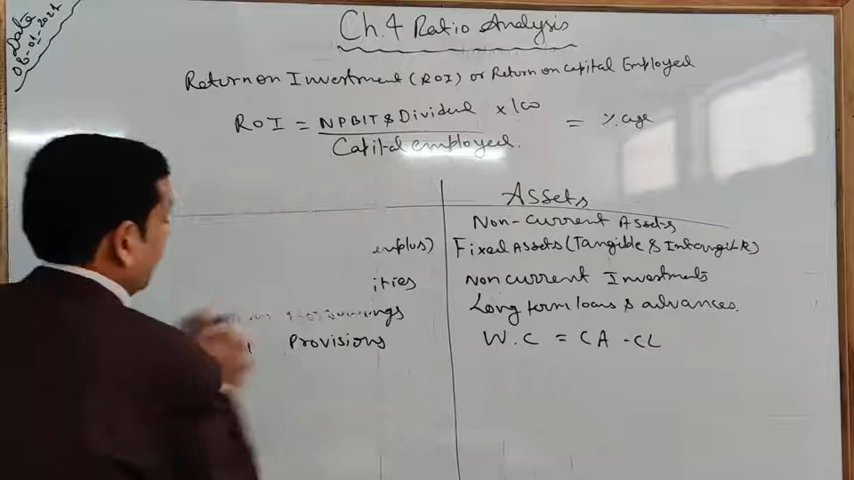 Date
06-01-2021
Ch.4 Ratio Analysis
Return on Investment (ROI) or Return on Capital Employed
ROI = NPBIT & Dividend × 100 = %age
Capital employed.
Assets
Non-current Assets
urplus) Fixed Assets (Tangible & Intangible)
ities Non current Investments
ings Long term loans & advances.
Provisions W.C = CA - CL